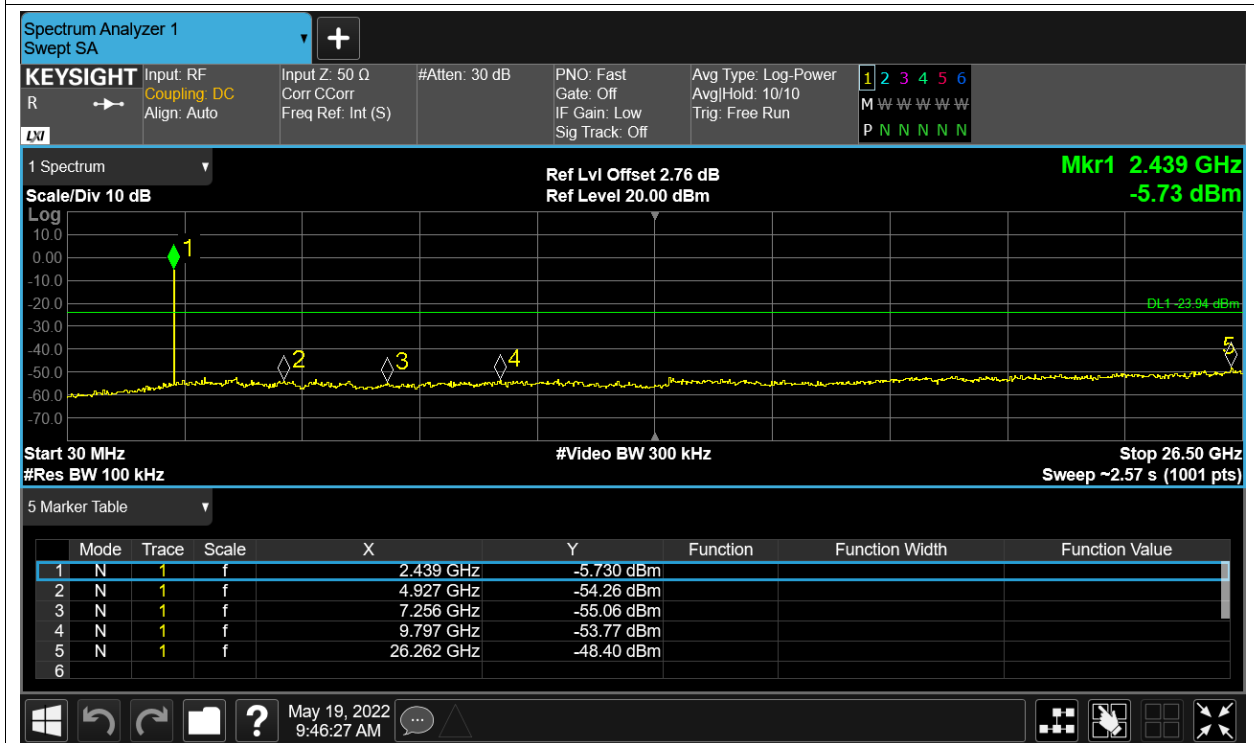 Spectrum Analyzer 1
Swept SA
KEYSIGHT
R
LXI
Input: RF
Coupling: DC
Align: Auto
Input Z: 50 Ω
Corr CCorr
Freq Ref: Int (S)
#Atten: 30 dB
PNO: Fast
Gate: Off
IF Gain: Low
Sig Track: Off
Avg Type: Log-Power
Avg|Hold: 10/10
Trig: Free Run
1 2 3 4 5 6
M W W W W W
P N N N N N
1 Spectrum
Scale/Div 10 dB
Ref Lvl Offset 2.76 dB
Ref Level 20.00 dBm
Mkr1 2.439 GHz
-5.73 dBm
Log
10.0
0.00
-10.0
-20.0
-30.0
-40.0
-50.0
-60.0
-70.0
1
2
3
4
5
DL1 -23.94 dBm
Start 30 MHz
#Res BW 100 kHz
#Video BW 300 kHz
Stop 26.50 GHz
Sweep ~2.57 s (1001 pts)
5 Marker Table
Mode Trace Scale X Y Function Function Width Function Value
1 N 1 f 2.439 GHz -5.730 dBm
2 N 1 f 4.927 GHz -54.26 dBm
3 N 1 f 7.256 GHz -55.06 dBm
4 N 1 f 9.797 GHz -53.77 dBm
5 N 1 f 26.262 GHz -48.40 dBm
6
?
May 19, 2022
9:46:27 AM